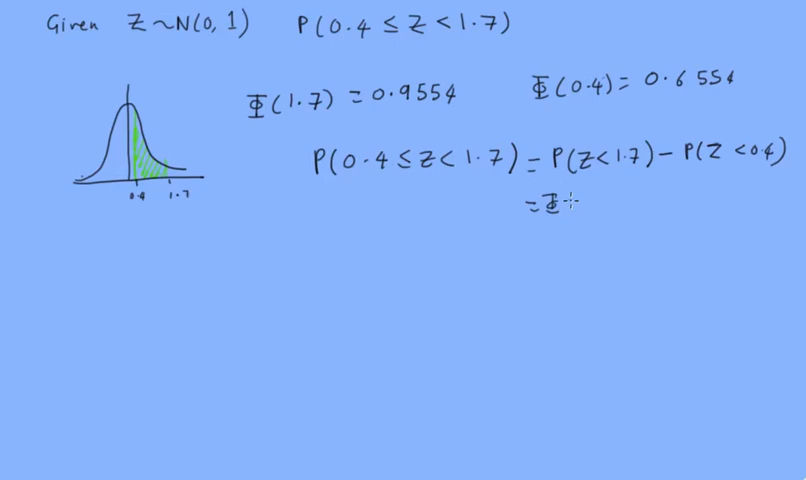 Given Z ~ N(0, 1) P(0.4 ≤ Z < 1.7)
Φ(1.7) = 0.9554 Φ(0.4) = 0.6554
P(0.4 ≤ Z < 1.7) = P(Z < 1.7) - P(Z < 0.4)
= Φ
0.4 1.7